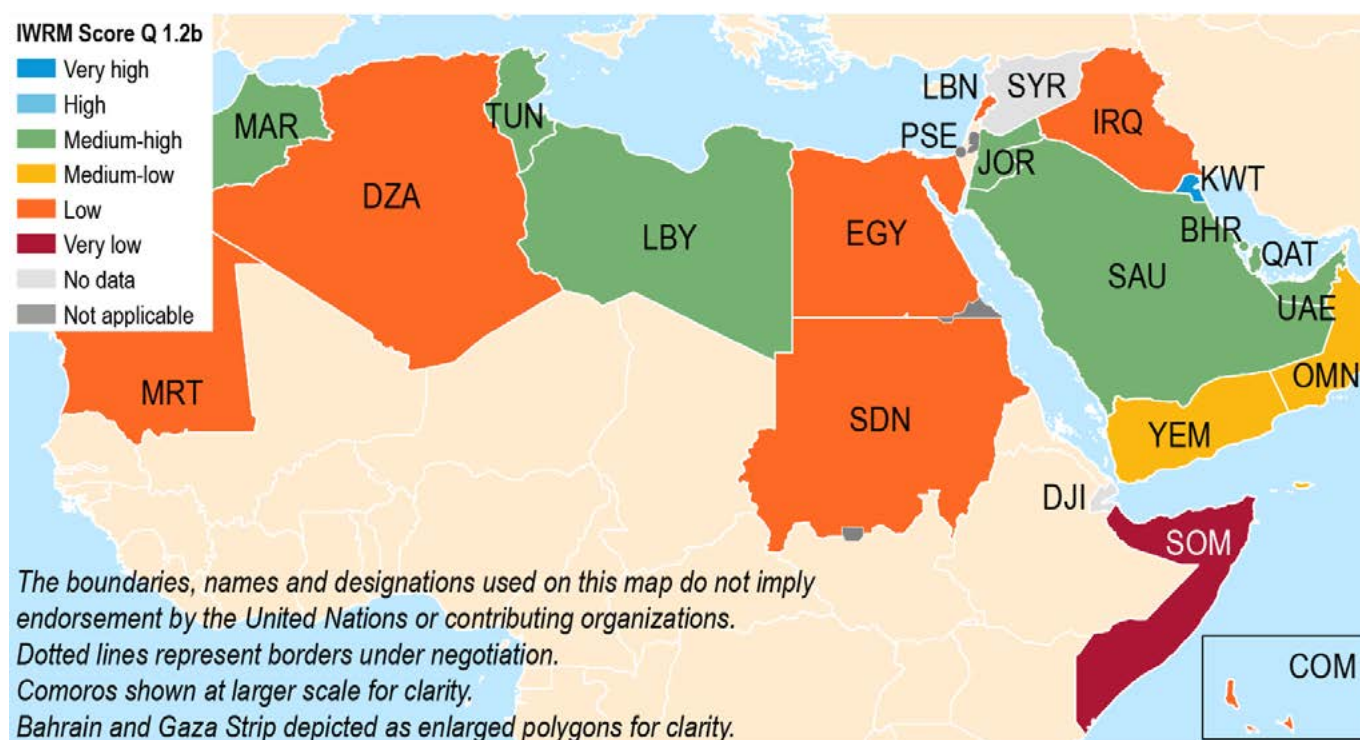 IWRM Score Q 1.2b
Very high
High
Medium-high
Medium-low
Low
Very low
No data
Not applicable
MAR
DZA
TUN
LBY
EGY
MRT
SDN
LBN
SYR
PSE
JOR
IRQ
KWT
BHR
QAT
SAU
UAE
OMN
YEM
DJI
SOM
COM
The boundaries, names and designations used on this map do not imply
endorsement by the United Nations or contributing organizations.
Dotted lines represent borders under negotiation.
Comoros shown at larger scale for clarity.
Bahrain and Gaza Strip depicted as enlarged polygons for clarity.